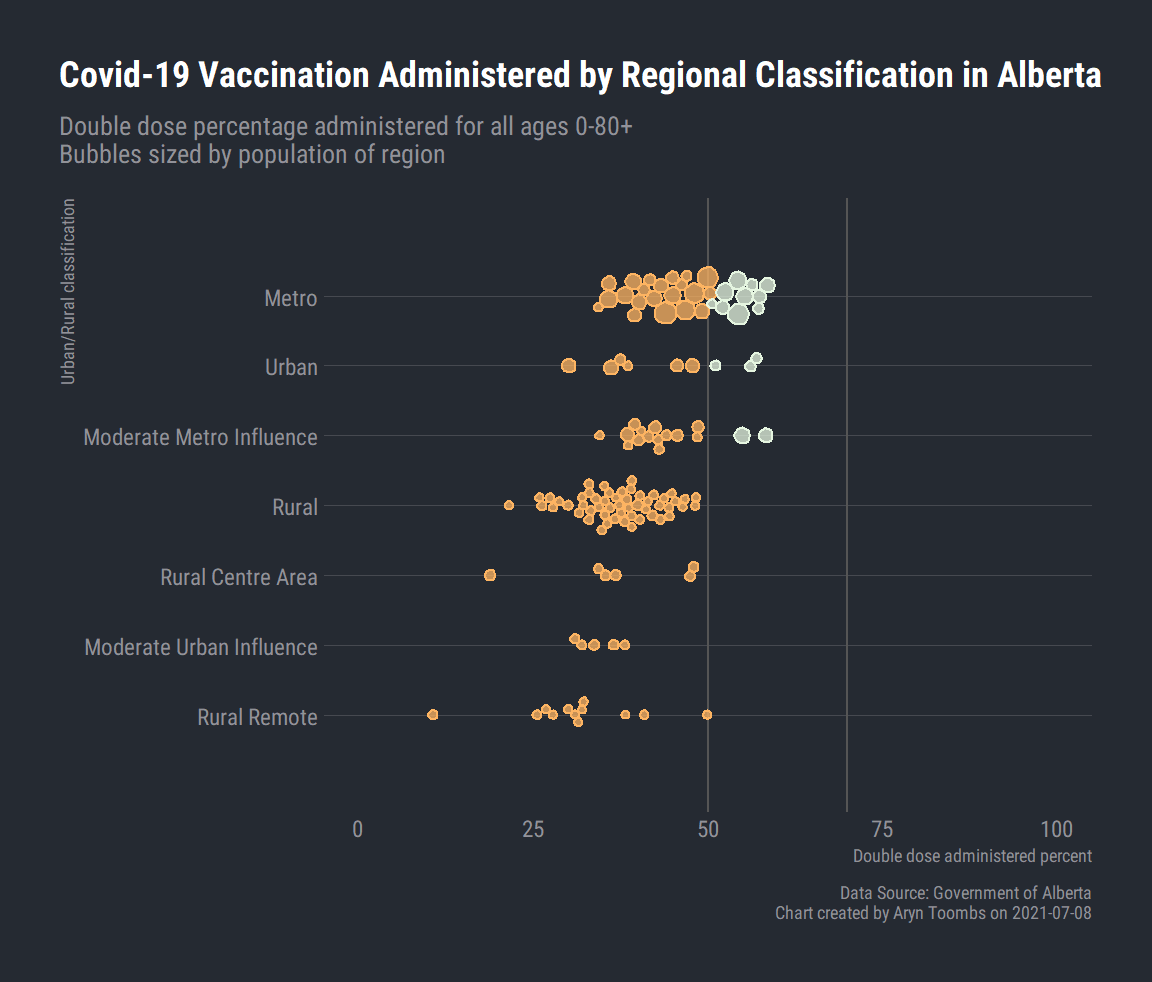 Covid-19 Vaccination Administered by Regional Classification in Alberta
Double dose percentage administered for all ages 0-80+
Bubbles sized by population of region
Urban/Rural classification
Metro
Urban
Moderate Metro Influence
Rural
Rural Centre Area
Moderate Urban Influence
Rural Remote
0 25 50 75 100
Double dose administered percent
Data Source: Government of Alberta
Chart created by Aryn Toombs on 2021-07-08